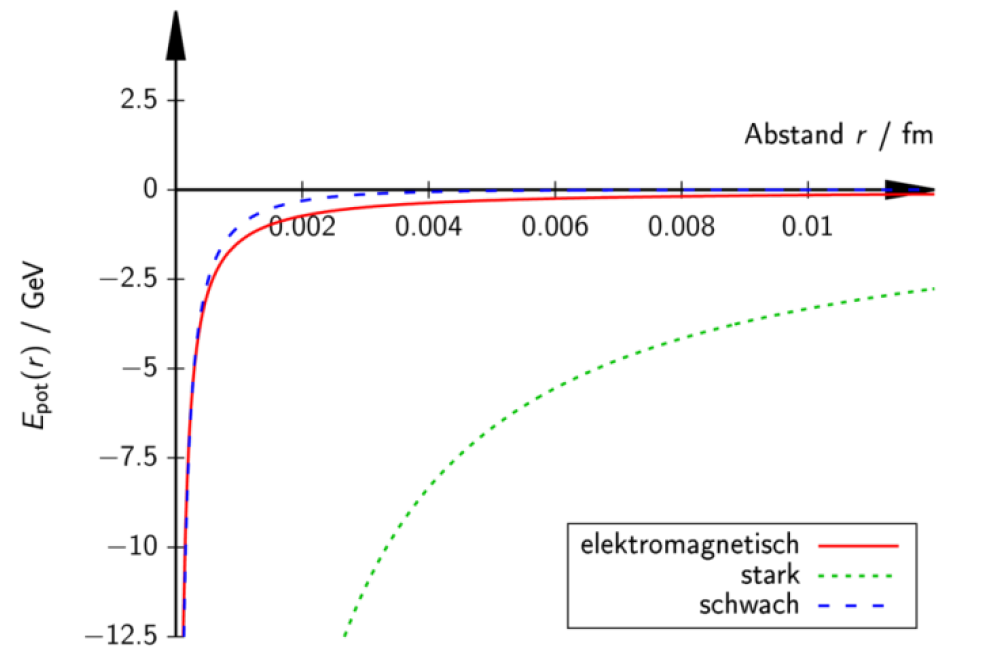 2.5
Abstand r / fm
0
0.002 0.004 0.006 0.008 0.01
−2.5
−5
−7.5
−10
−12.5
E_pot(r) / GeV
elektromagnetisch
stark
schwach